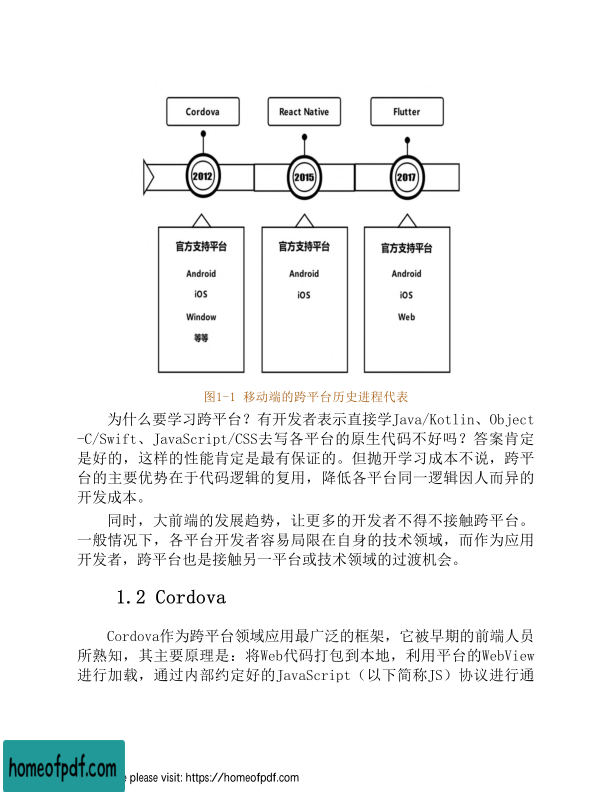 Cordova
React Native
Flutter
2012
2015
2017
官方支持平台
Android
iOS
Window
等等
官方支持平台
Android
iOS
官方支持平台
Android
iOS
Web
图1-1 移动端的跨平台历史进程代表
为什么要学习跨平台？有开发者表示直接学Java/Kotlin、Object
-C/Swift、JavaScript/CSS去写各平台的原生代码不好吗？答案肯定
是好的，这样的性能肯定是最有保证的。但抛开学习成本不说，跨平
台的主要优势在于代码逻辑的复用，降低各平台同一逻辑因人而异的
开发成本。
同时，大前端的发展趋势，让更多的开发者不得不接触跨平台。
一般情况下，各平台开发者容易局限在自身的技术领域，而作为应用
开发者，跨平台也是接触另一平台或技术领域的过渡机会。
1.2 Cordova
Cordova作为跨平台领域应用最广泛的框架，它被早期的前端人员
所熟知，其主要原理是：将Web代码打包到本地，利用平台的WebView
进行加载，通过内部约定好的JavaScript（以下简称JS）协议进行通
homeofpdf.com
please visit: https://homeofpdf.com